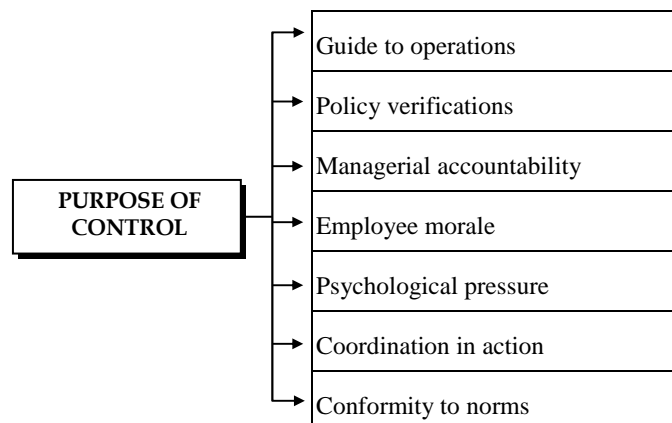 PURPOSE OF
CONTROL
Guide to operations
Policy verifications
Managerial accountability
Employee morale
Psychological pressure
Coordination in action
Conformity to norms